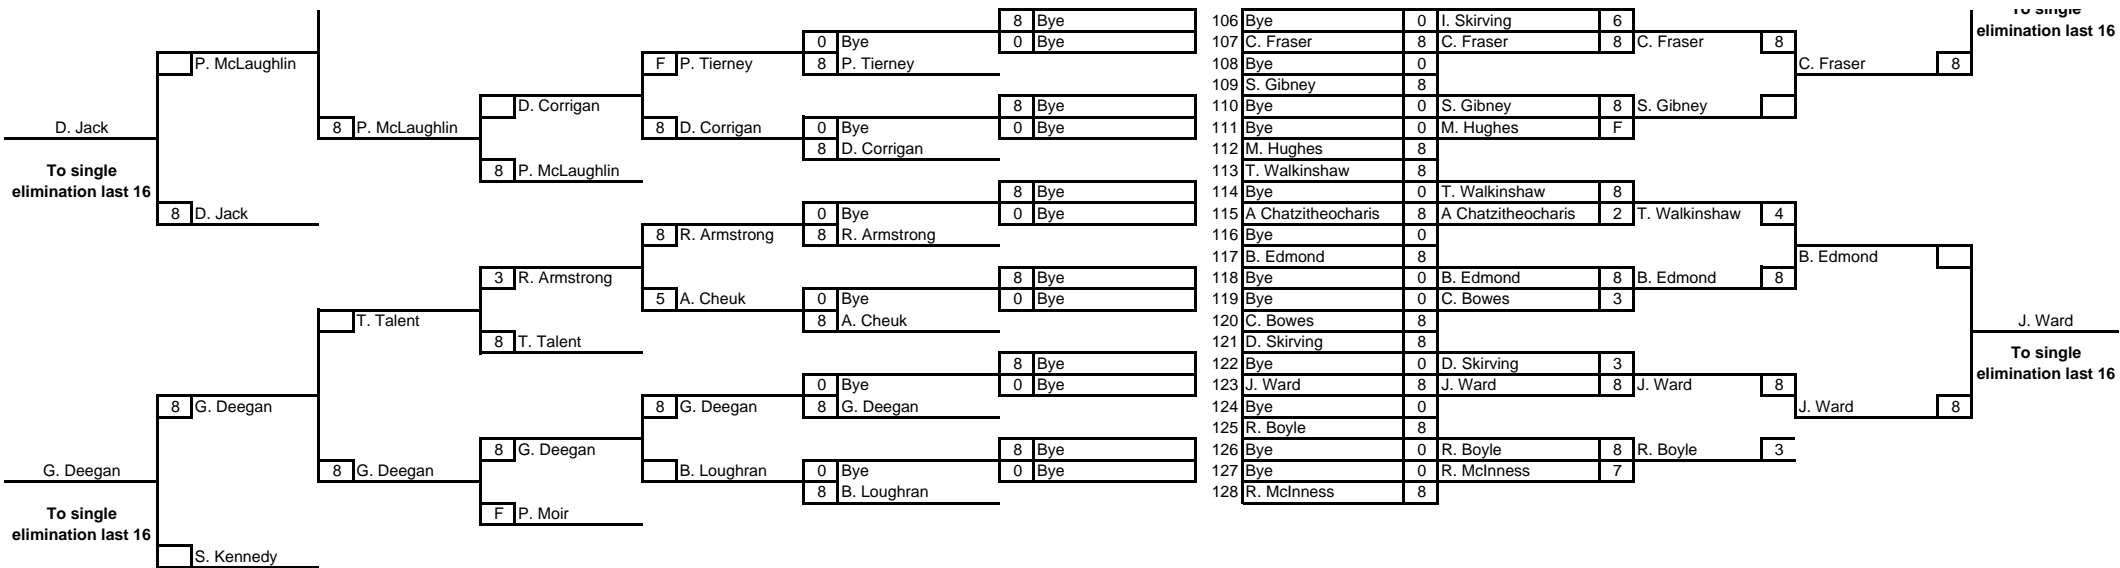 8 Bye 106 Bye 0 I. Skirving 6 To single
0 Bye 0 Bye 107 C. Fraser 8 C. Fraser 8 C. Fraser 8 elimination last 16
P. McLaughlin F P. Tierney 8 P. Tierney 108 Bye 0 C. Fraser 8
109 S. Gibney 8
D. Corrigan 8 Bye 110 Bye 0 S. Gibney 8 S. Gibney
D. Jack 8 P. McLaughlin 8 D. Corrigan 0 Bye 0 Bye 111 Bye 0 M. Hughes F
8 D. Corrigan 112 M. Hughes 8
To single 8 P. McLaughlin 113 T. Walkinshaw 8
elimination last 16 8 Bye 114 Bye 0 T. Walkinshaw 8
8 D. Jack 0 Bye 0 Bye 115 A Chatzitheocharis 8 A Chatzitheocharis 2 T. Walkinshaw 4
8 R. Armstrong 8 R. Armstrong 116 Bye 0
117 B. Edmond 8 B. Edmond
3 R. Armstrong 8 Bye 118 Bye 0 B. Edmond 8 B. Edmond 8
5 A. Cheuk 0 Bye 0 Bye 119 Bye 0 C. Bowes 3
T. Talent 8 A. Cheuk 120 C. Bowes 8 J. Ward
8 T. Talent 121 D. Skirving 8 To single
8 Bye 122 Bye 0 D. Skirving 3
0 Bye 0 Bye 123 J. Ward 8 J. Ward 8 J. Ward 8 elimination last 16
8 G. Deegan 8 G. Deegan 8 G. Deegan 124 Bye 0 J. Ward 8
125 R. Boyle 8
8 G. Deegan 8 Bye 126 Bye 0 R. Boyle 8 R. Boyle 3
G. Deegan 8 G. Deegan B. Loughran 0 Bye 0 Bye 127 Bye 0 R. McInness 7
8 B. Loughran 128 R. McInness 8
To single F P. Moir
elimination last 16
S. Kennedy